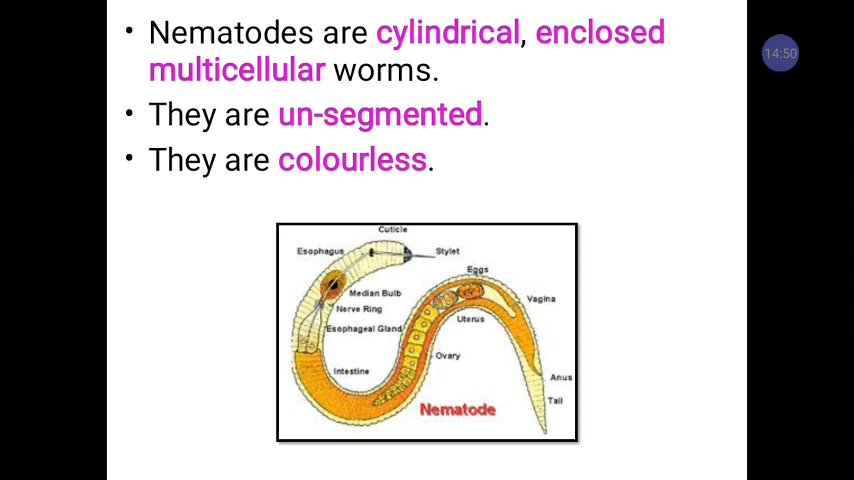 • Nematodes are cylindrical, enclosed
multicellular worms.
• They are un-segmented.
• They are colourless.
14:50
Cuticle
Esophagus
Stylet
Eggs
Median Bulb
Vagina
Nerve Ring
Uterus
Esophageal Gland
Ovary
Intestine
Anus
Tail
Nematode